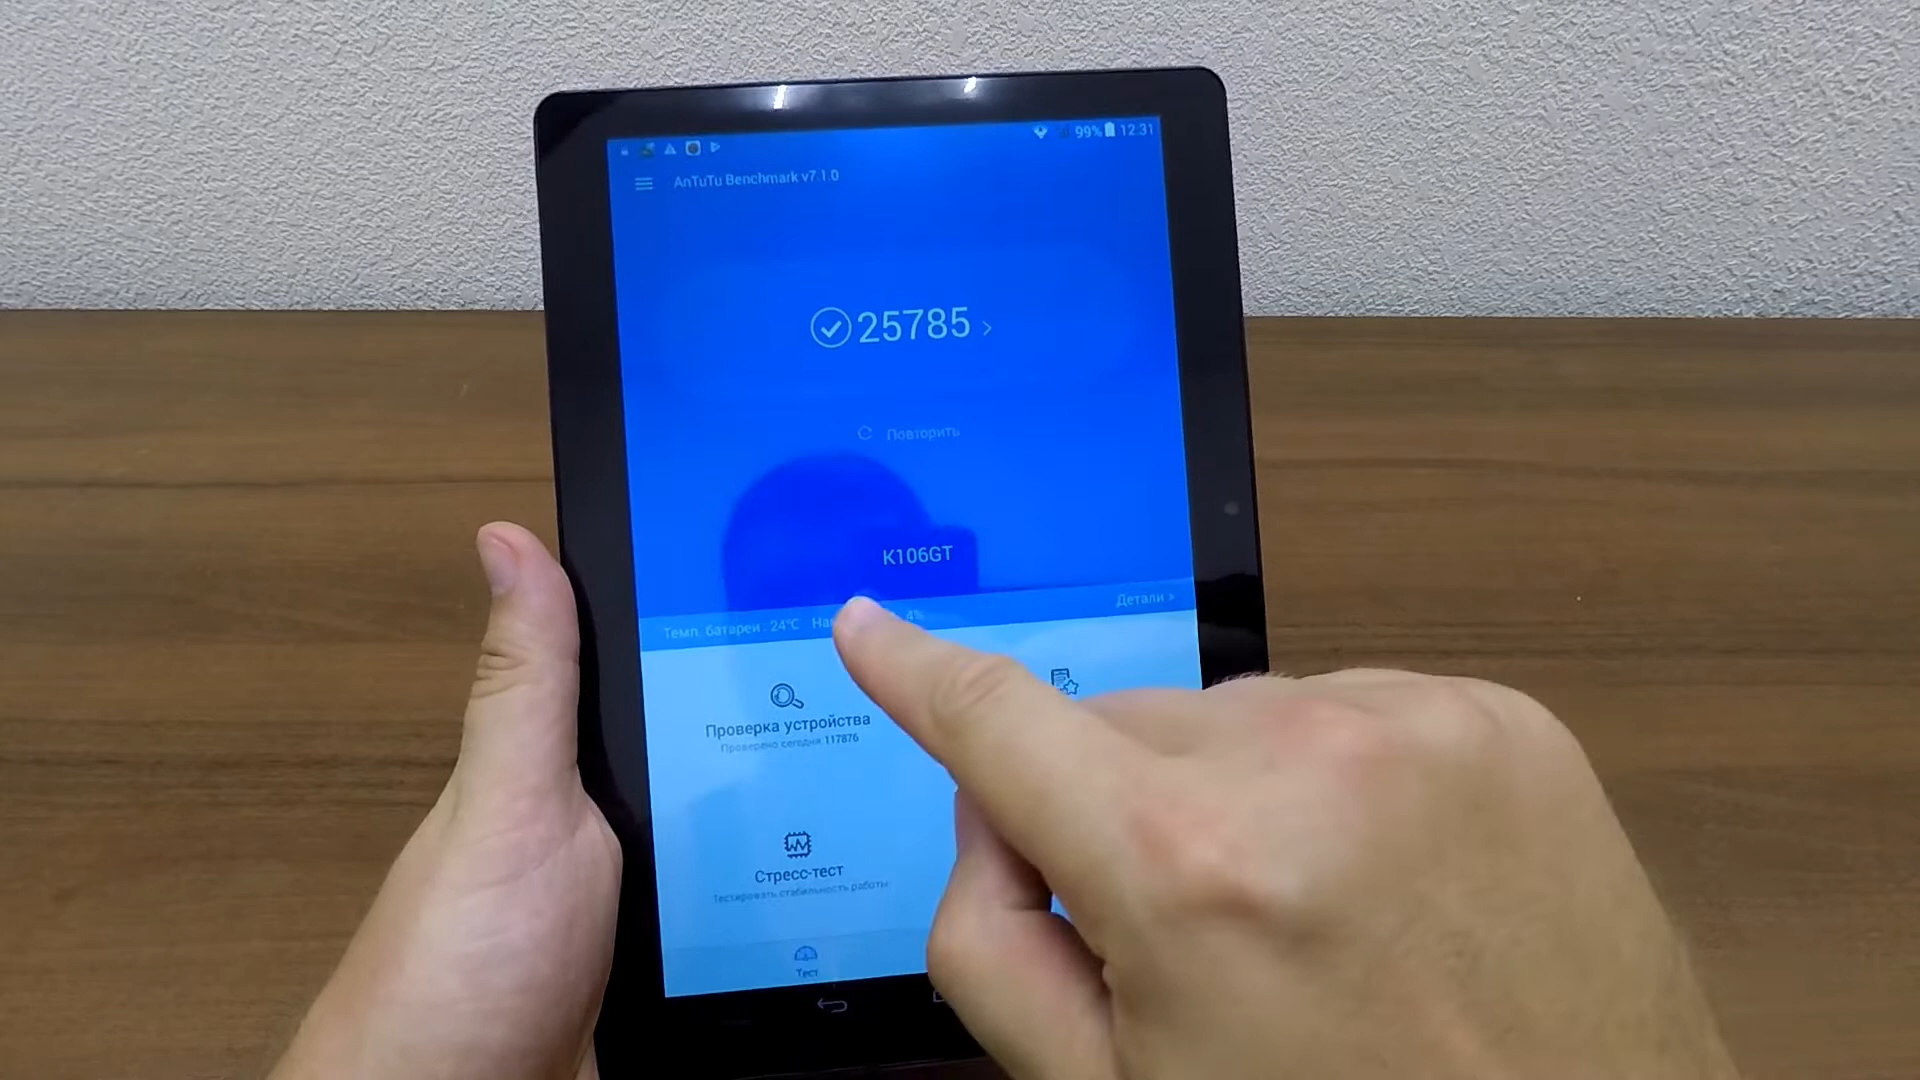 99% 12:31
AnTuTu Benchmark v7.1.0
25785 >
Повторить
K106GT
Темп. батареи : 24°C 4% Детали >
Проверка устройства
Проверено сегодня 117876
Стресс-тест
Тестировать стабильность работы
Тест